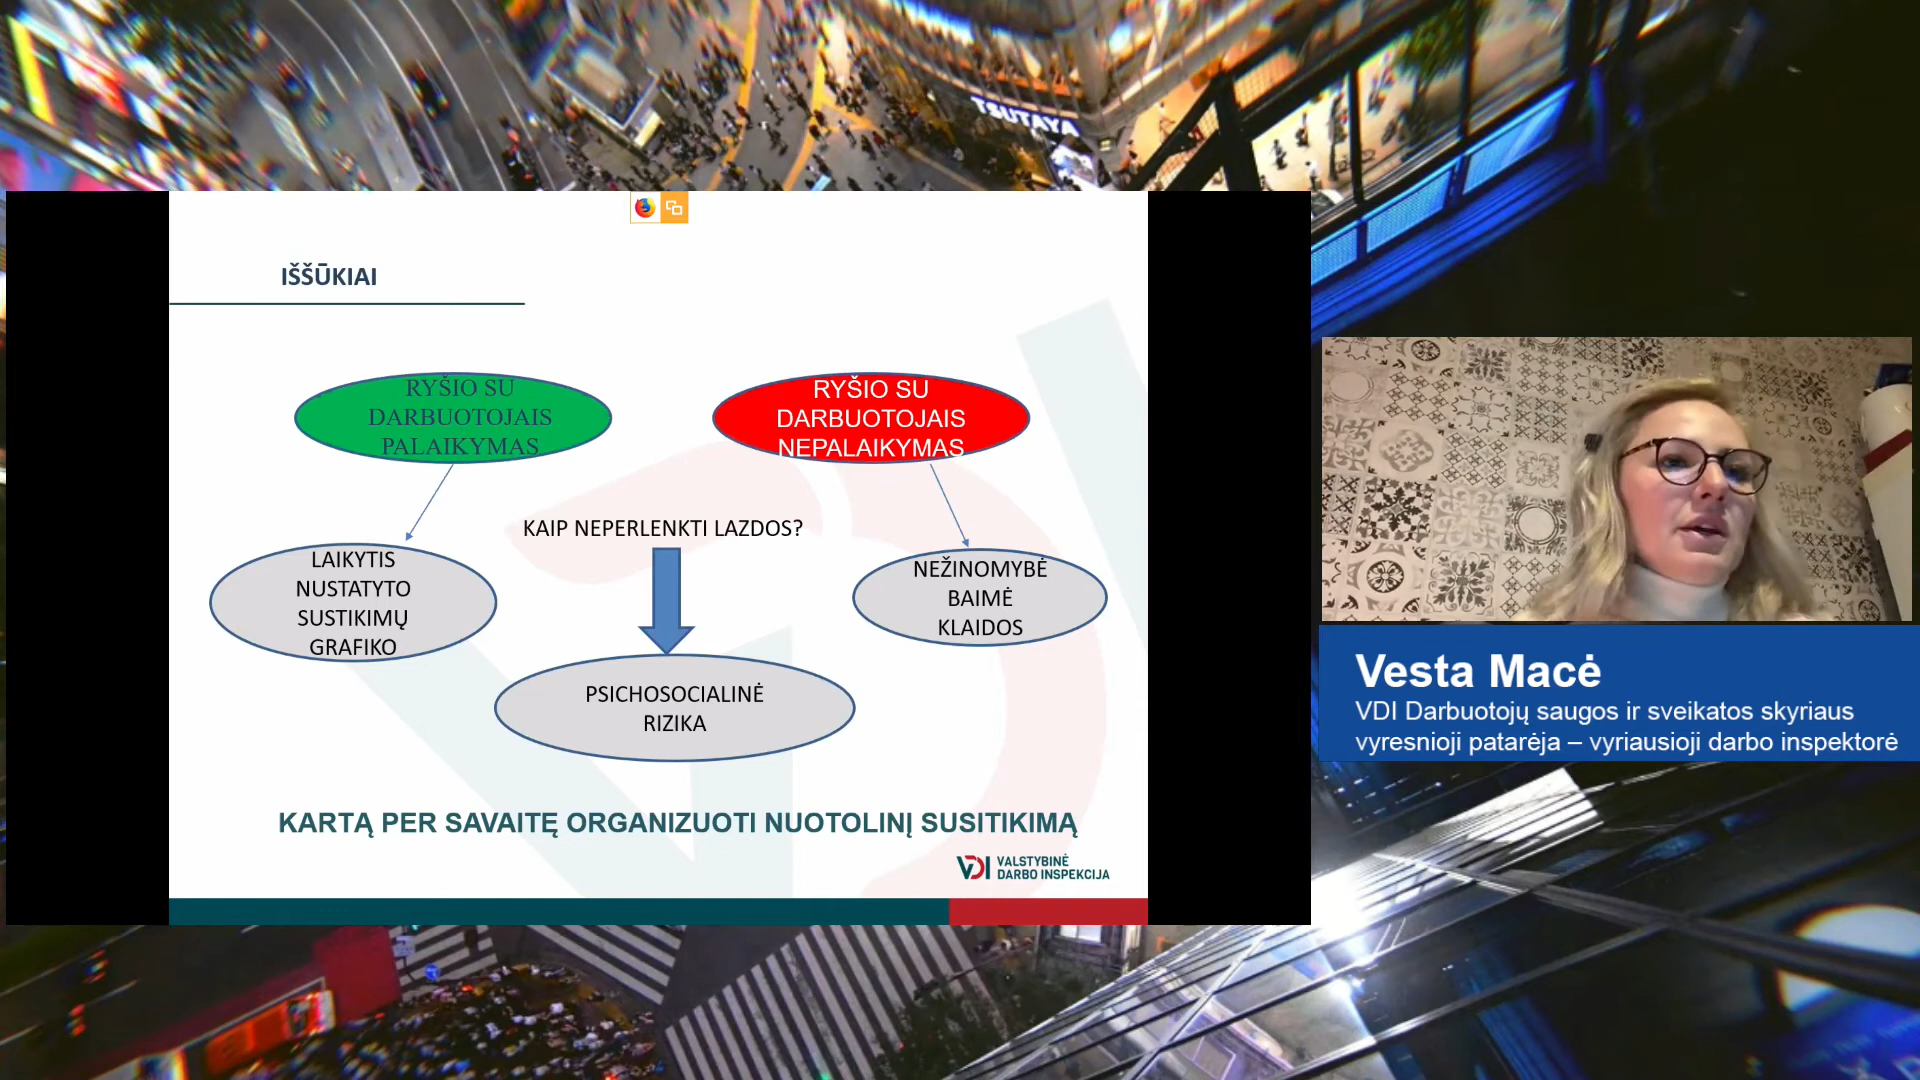 TSUTAYA
IŠŠŪKIAI
RYŠIO SU
DARBUOTOJAIS
PALAIKYMAS
RYŠIO SU
DARBUOTOJAIS
NEPALAIKYMAS
KAIP NEPERLENKTI LAZDOS?
LAIKYTIS
NUSTATYTO
SUSTIKIMŲ
GRAFIKO
NEŽINOMYBĖ
BAIMĖ
KLAIDOS
PSICHOSOCIALINĖ
RIZIKA
KARTĄ PER SAVAITĘ ORGANIZUOTI NUOTOLINĮ SUSITIKIMĄ
VDI VALSTYBINĖ
DARBO INSPEKCIJA
Vesta Macė
VDI Darbuotojų saugos ir sveikatos skyriaus
vyresnioji patarėja – vyriausioji darbo inspektorė